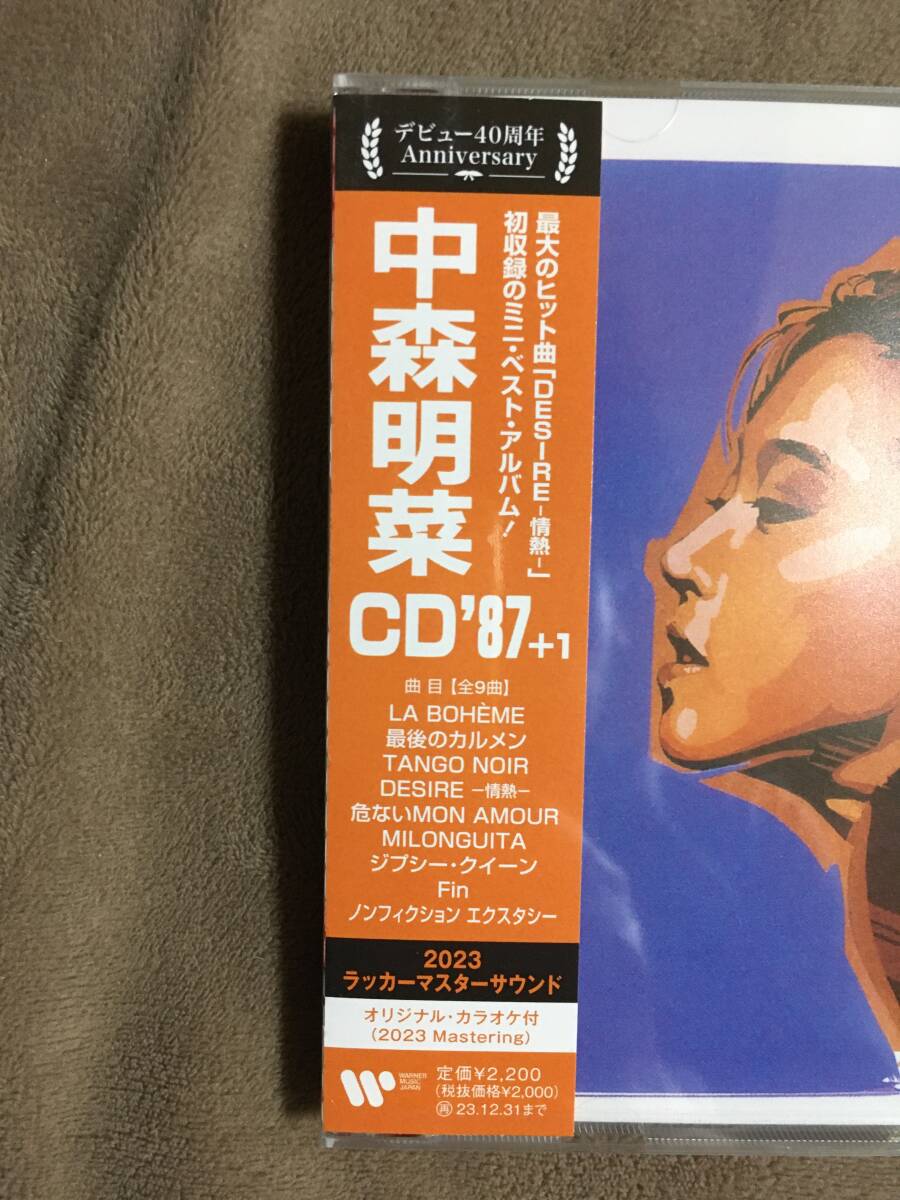 デビュー40周年
Anniversary
最大のヒット曲「DESIRE -情熱-」
初収録のミニ・ベスト・アルバム!
中森明菜
CD'87+1
曲目【全9曲】
LA BOHÈME
最後のカルメン
TANGO NOIR
DESIRE -情熱-
危ないMON AMOUR
MILONGUITA
ジプシー・クイーン
Fin
ノンフィクション エクスタシー
2023
ラッカーマスターサウンド
オリジナル・カラオケ付
(2023 Mastering)
WARNER
MUSIC
JAPAN
定価¥2,200
(税抜価格¥2,000)
再 23.12.31まで